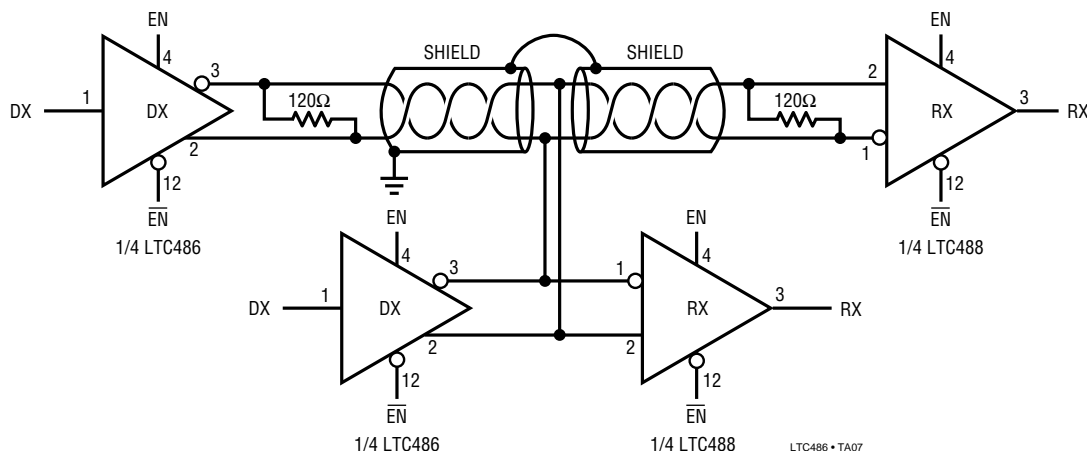 EN
4
3
DX
1
DX
2
12
EN
1/4 LTC486
120Ω
SHIELD
SHIELD
120Ω
EN
4
2
RX
3
RX
1
12
EN
1/4 LTC488
EN
4
3
DX
1
DX
2
12
EN
1/4 LTC486
EN
4
1
RX
3
RX
2
12
EN
1/4 LTC488
LTC486 • TA07